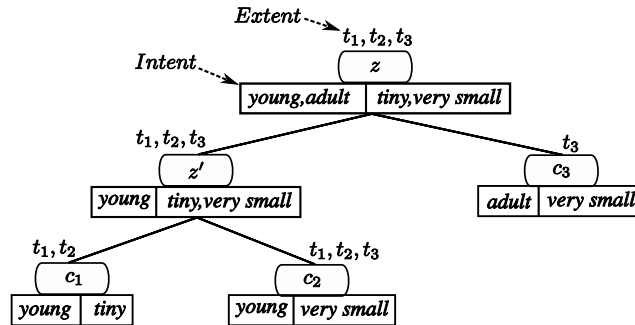 Extent
t₁, t₂, t₃
z
Intent
young,adult tiny,very small
t₁, t₂, t₃
z′
young tiny,very small
t₃
c₃
adult very small
t₁, t₂
c₁
young tiny
t₁, t₂, t₃
c₂
young very small